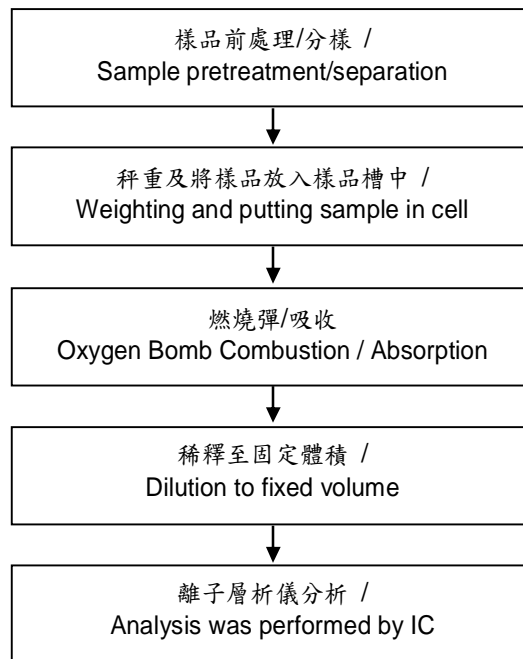 樣品前處理/分樣 /
Sample pretreatment/separation
秤重及將樣品放入樣品槽中 /
Weighting and putting sample in cell
燃燒彈/吸收
Oxygen Bomb Combustion / Absorption
稀釋至固定體積 /
Dilution to fixed volume
離子層析儀分析 /
Analysis was performed by IC